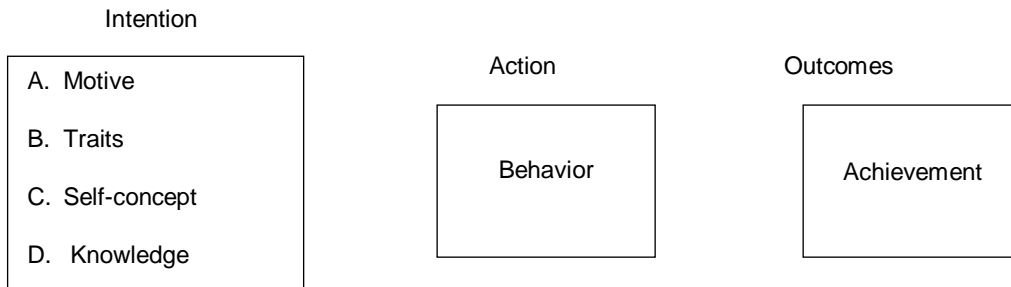 Intention
Action
Outcomes
A. Motive
B. Traits
C. Self-concept
D. Knowledge
Behavior
Achievement